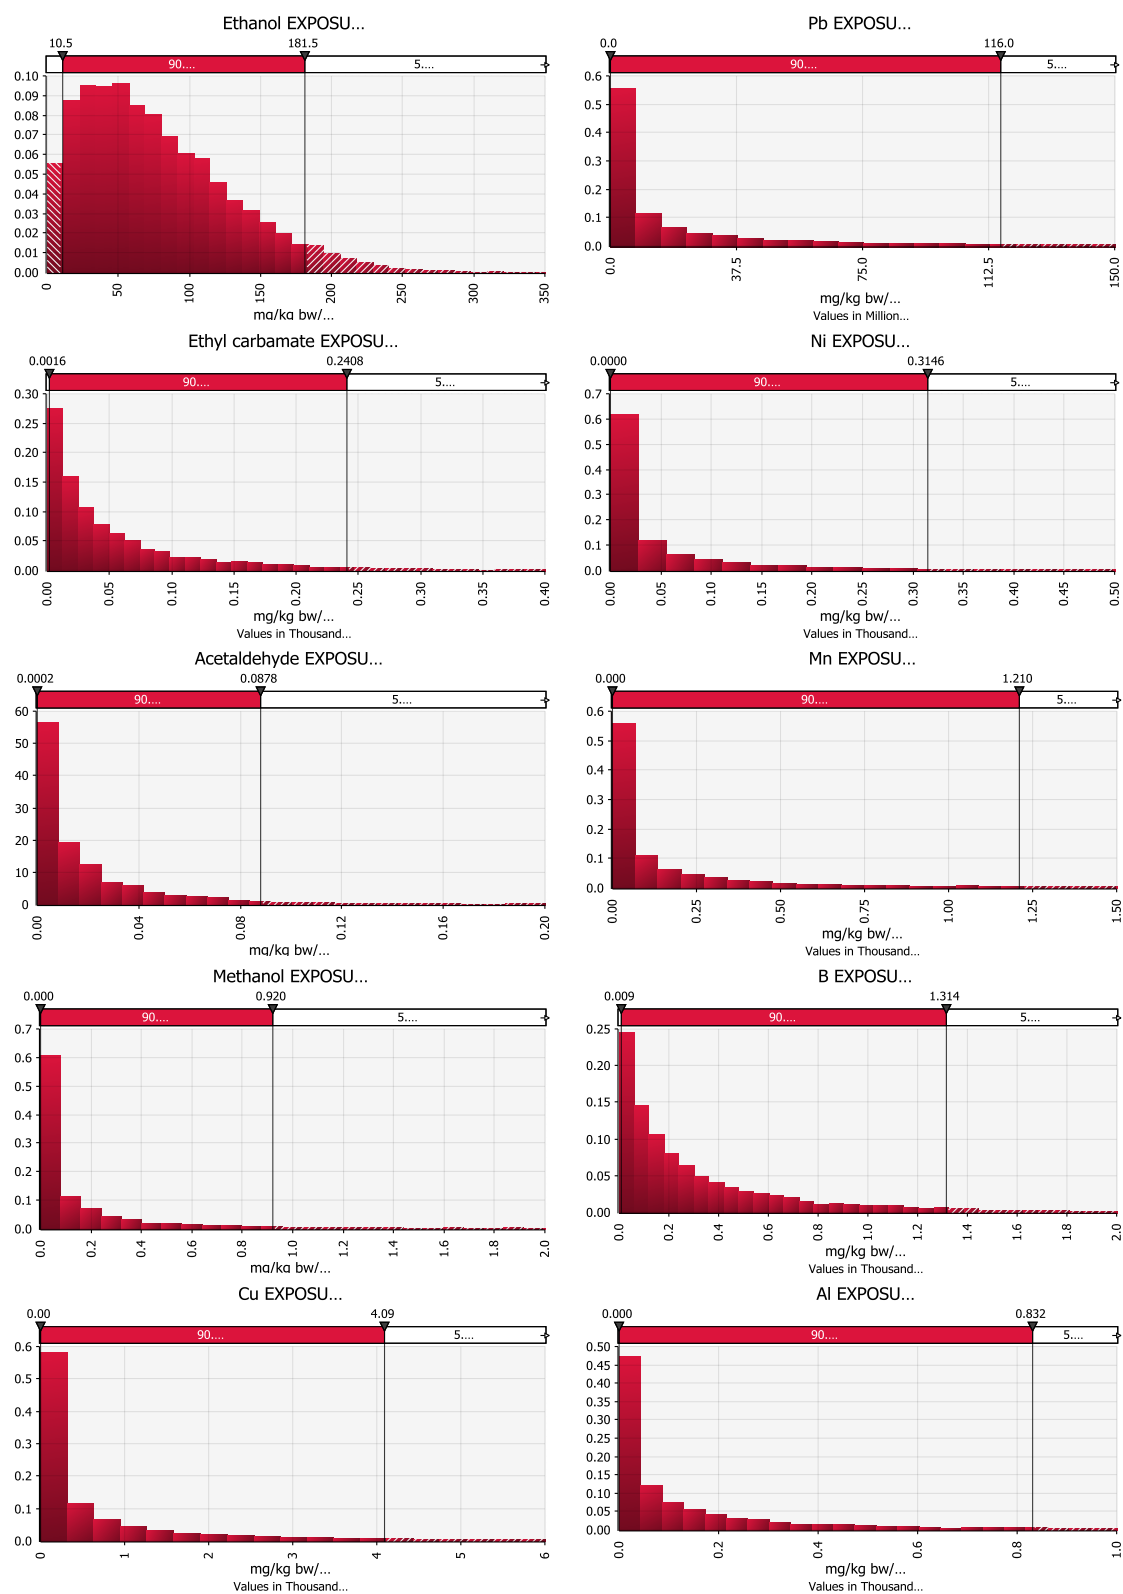 Ethanol EXPOSU...
10.5 181.5
90.... 5....
0.10
0.09
0.08
0.07
0.06
0.05
0.04
0.03
0.02
0.01
0.00
0 50 100 150 200 250 300 350
mg/kg bw/...
Pb EXPOSU...
0.0 116.0
90.... 5....
0.6
0.5
0.4
0.3
0.2
0.1
0.0
0.0 37.5 75.0 112.5 150.0
mg/kg bw/...
Values in Million...
Ethyl carbamate EXPOSU...
0.0016 0.2408
90.... 5....
0.30
0.25
0.20
0.15
0.10
0.05
0.00
0.00 0.05 0.10 0.15 0.20 0.25 0.30 0.35 0.40
mg/kg bw/...
Values in Thousand...
Ni EXPOSU...
0.0000 0.3146
90.... 5....
0.7
0.6
0.5
0.4
0.3
0.2
0.1
0.0
0.00 0.05 0.10 0.15 0.20 0.25 0.30 0.35 0.40 0.45 0.50
mg/kg bw/...
Values in Thousand...
Acetaldehyde EXPOSU...
0.0002 0.0878
90.... 5....
60
50
40
30
20
10
0
0.00 0.04 0.08 0.12 0.16 0.20
mg/kg bw/...
Mn EXPOSU...
0.000 1.210
90.... 5....
0.6
0.5
0.4
0.3
0.2
0.1
0.0
0.00 0.25 0.50 0.75 1.00 1.25 1.50
mg/kg bw/...
Values in Thousand...
Methanol EXPOSU...
0.000 0.920
90.... 5....
0.7
0.6
0.5
0.4
0.3
0.2
0.1
0.0
0.0 0.2 0.4 0.6 0.8 1.0 1.2 1.4 1.6 1.8 2.0
mg/kg bw/...
B EXPOSU...
0.009 1.314
90.... 5....
0.25
0.20
0.15
0.10
0.05
0.00
0.0 0.2 0.4 0.6 0.8 1.0 1.2 1.4 1.6 1.8 2.0
mg/kg bw/...
Values in Thousand...
Cu EXPOSU...
0.00 4.09
90.... 5....
0.6
0.5
0.4
0.3
0.2
0.1
0.0
0 1 2 3 4 5 6
mg/kg bw/...
Values in Thousand...
Al EXPOSU...
0.000 0.832
90.... 5....
0.50
0.45
0.40
0.35
0.30
0.25
0.20
0.15
0.10
0.05
0.00
0.0 0.2 0.4 0.6 0.8 1.0
mg/kg bw/...
Values in Thousand...